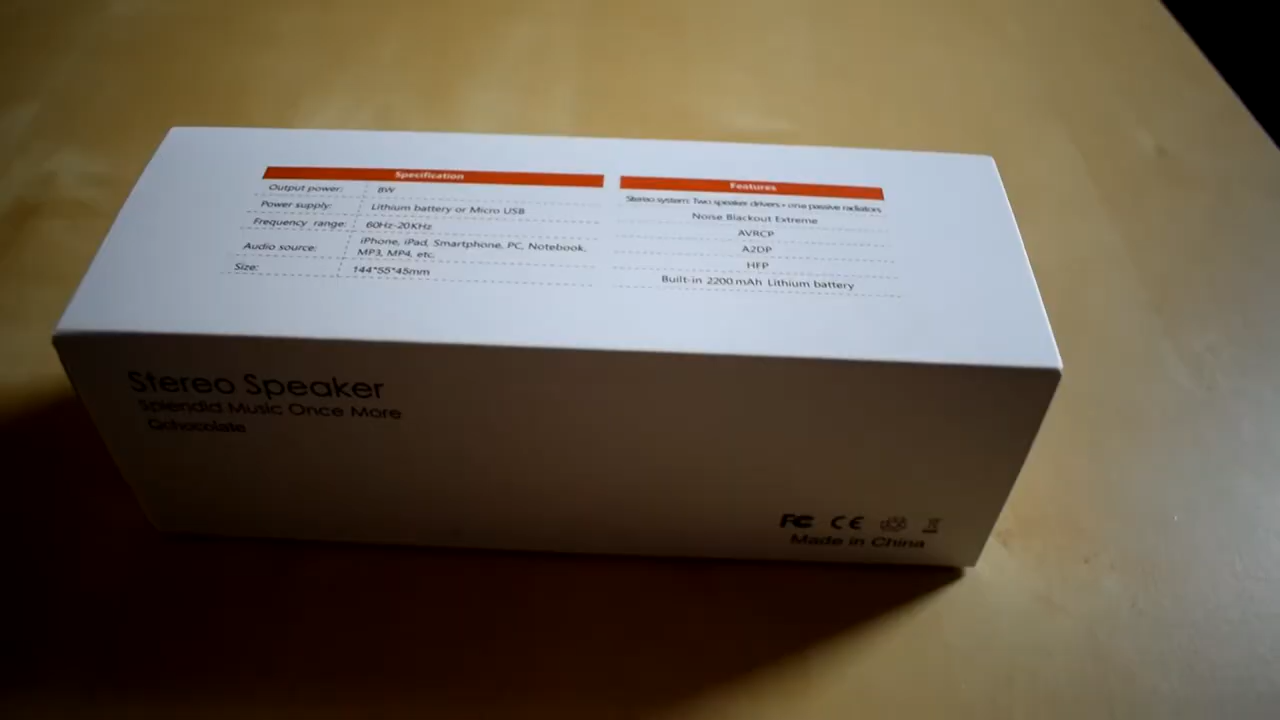 Specification
Output power: 8W
Power supply: Lithium battery or Micro USB
Frequency range: 60Hz-20KHz
Audio source: iPhone, iPad, Smartphone, PC, Notebook,
MP3, MP4, etc.
Size: 144*55*45mm
Features
Stereo system: Two speaker drivers + one passive radiators
Noise Blackout Extreme
AVRCP
A2DP
HFP
Built-in 2200mAh Lithium battery
Stereo Speaker
Splendid Music Once More
Qchocolate
FC CE
Made in China